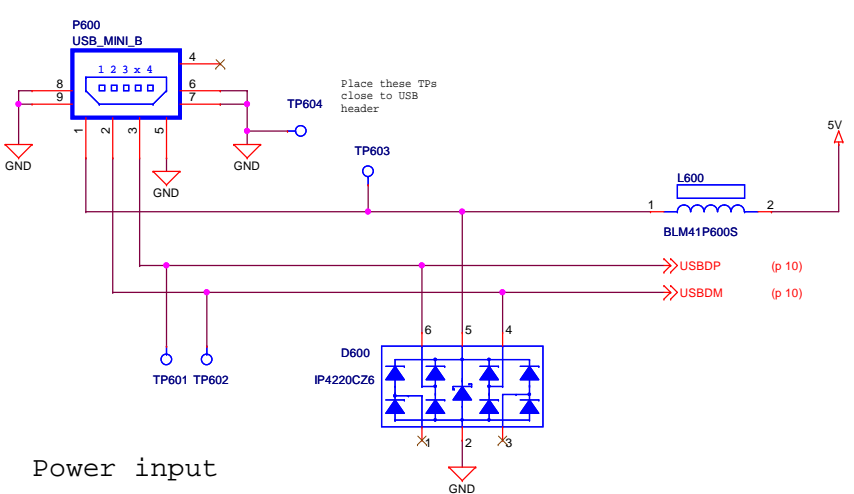 P600
USB_MINI_B
1 2 3 x 4
4
8
9
6
7
1
2
3
5
GND
GND
GND
TP604
Place these TPs
close to USB
header
TP603
5V
L600
1
2
BLM41P600S
USBDP (p 10)
USBDM (p 10)
TP601 TP602
6
5
4
D600
IP4220CZ6
1
2
3
GND
Power input